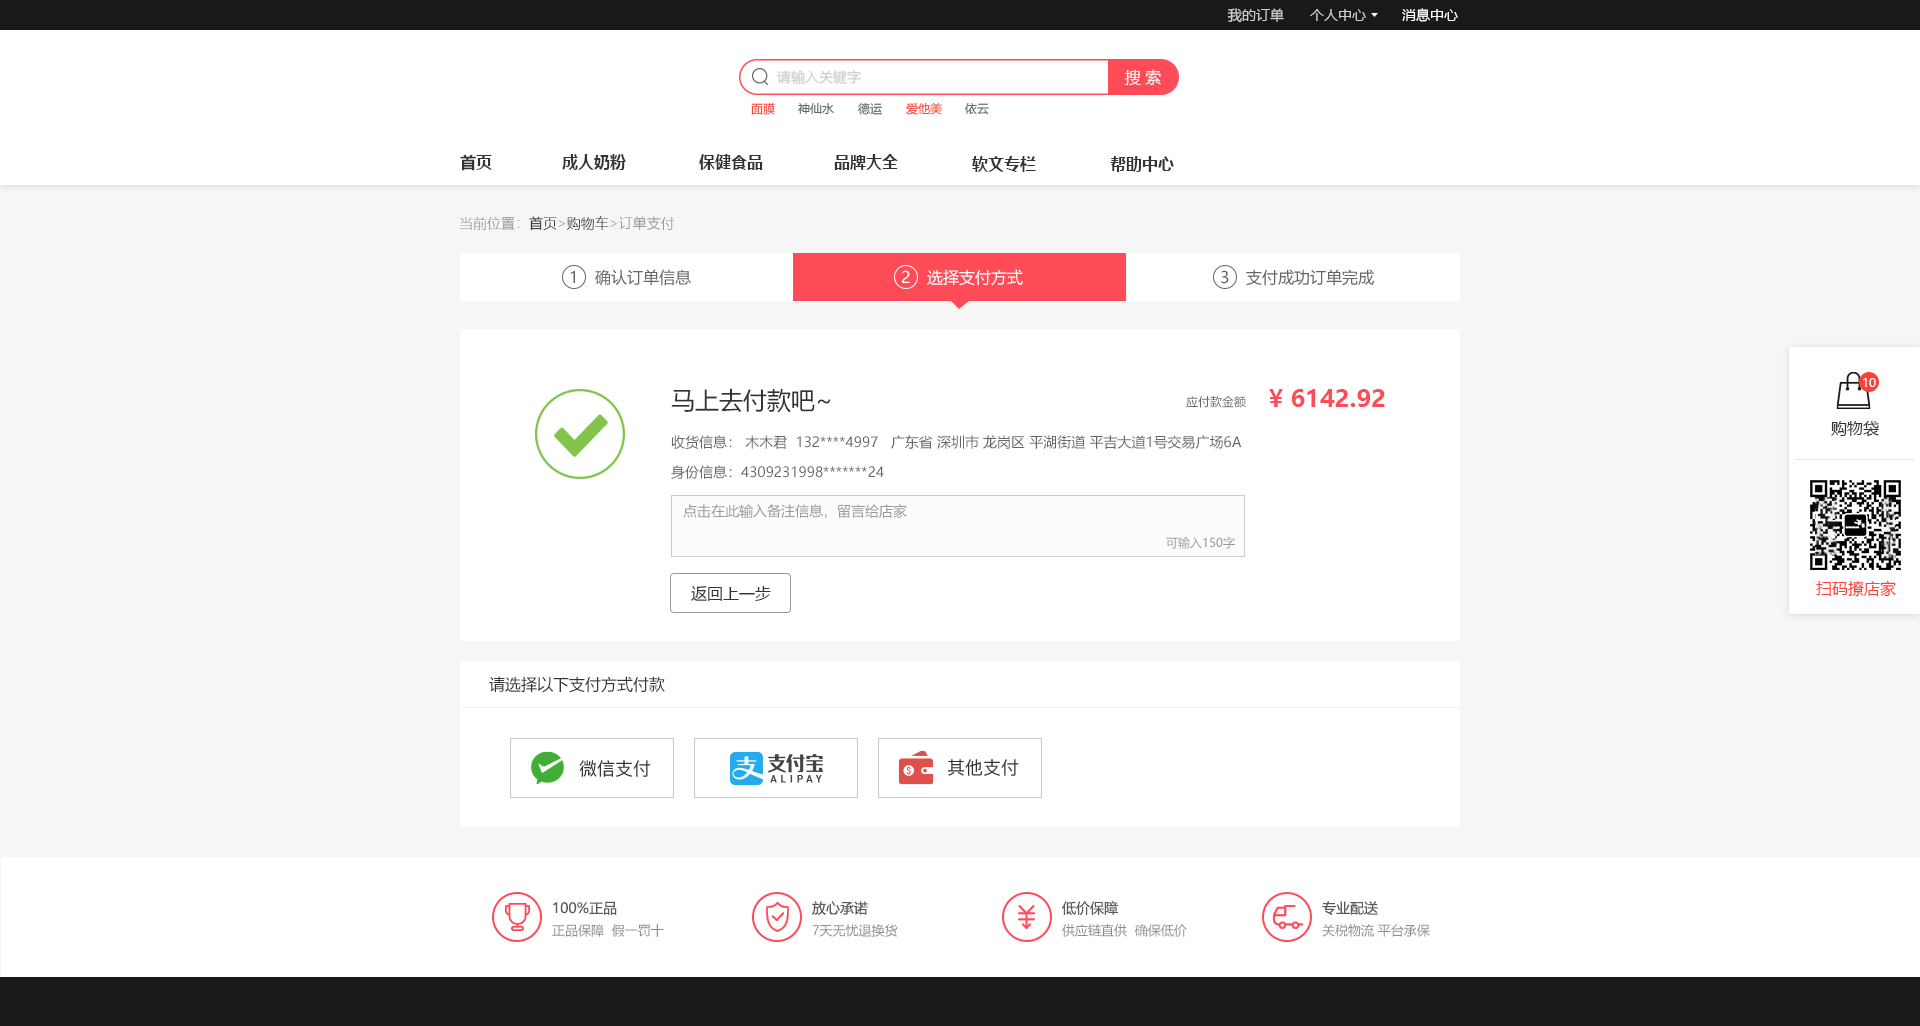 我的订单 个人中心 消息中心
请输入关键字 搜 索
面膜 神仙水 德运 爱他美 依云
首页 成人奶粉 保健食品 品牌大全 软文专栏 帮助中心
当前位置：首页>购物车>订单支付
1 确认订单信息 2 选择支付方式 3 支付成功订单完成
马上去付款吧~ 应付款金额 ¥ 6142.92
收货信息： 木木君 132****4997 广东省 深圳市 龙岗区 平湖街道 平吉大道1号交易广场6A
身份信息：4309231998*******24
点击在此输入备注信息，留言给店家
可输入150字
返回上一步
10
购物袋
扫码撩店家
请选择以下支付方式付款
微信支付 支 支付宝 ALIPAY 其他支付
100%正品 放心承诺 低价保障 专业配送
正品保障 假一罚十 7天无忧退换货 供应链直供 确保低价 关税物流 平台承保